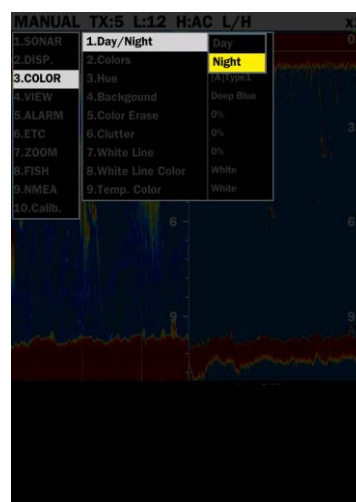 MANUAL TX:5 L:12 H:AC L/H x
1.SONAR
2.DISP.
3.COLOR
4.VIEW
5.ALARM
6.ETC
7.ZOOM
8.FISH
9.NMEA
10.Calib.
1.Day/Night
2.Colors
3.Hue
4.Backgound
5.Color Erase
6.Clutter
7.White Line
8.White Line Color
9.Temp. Color
Day
Night
[A]Type1
Deep Blue
0%
0%
0%
White
White
0
3
6
6
9
9